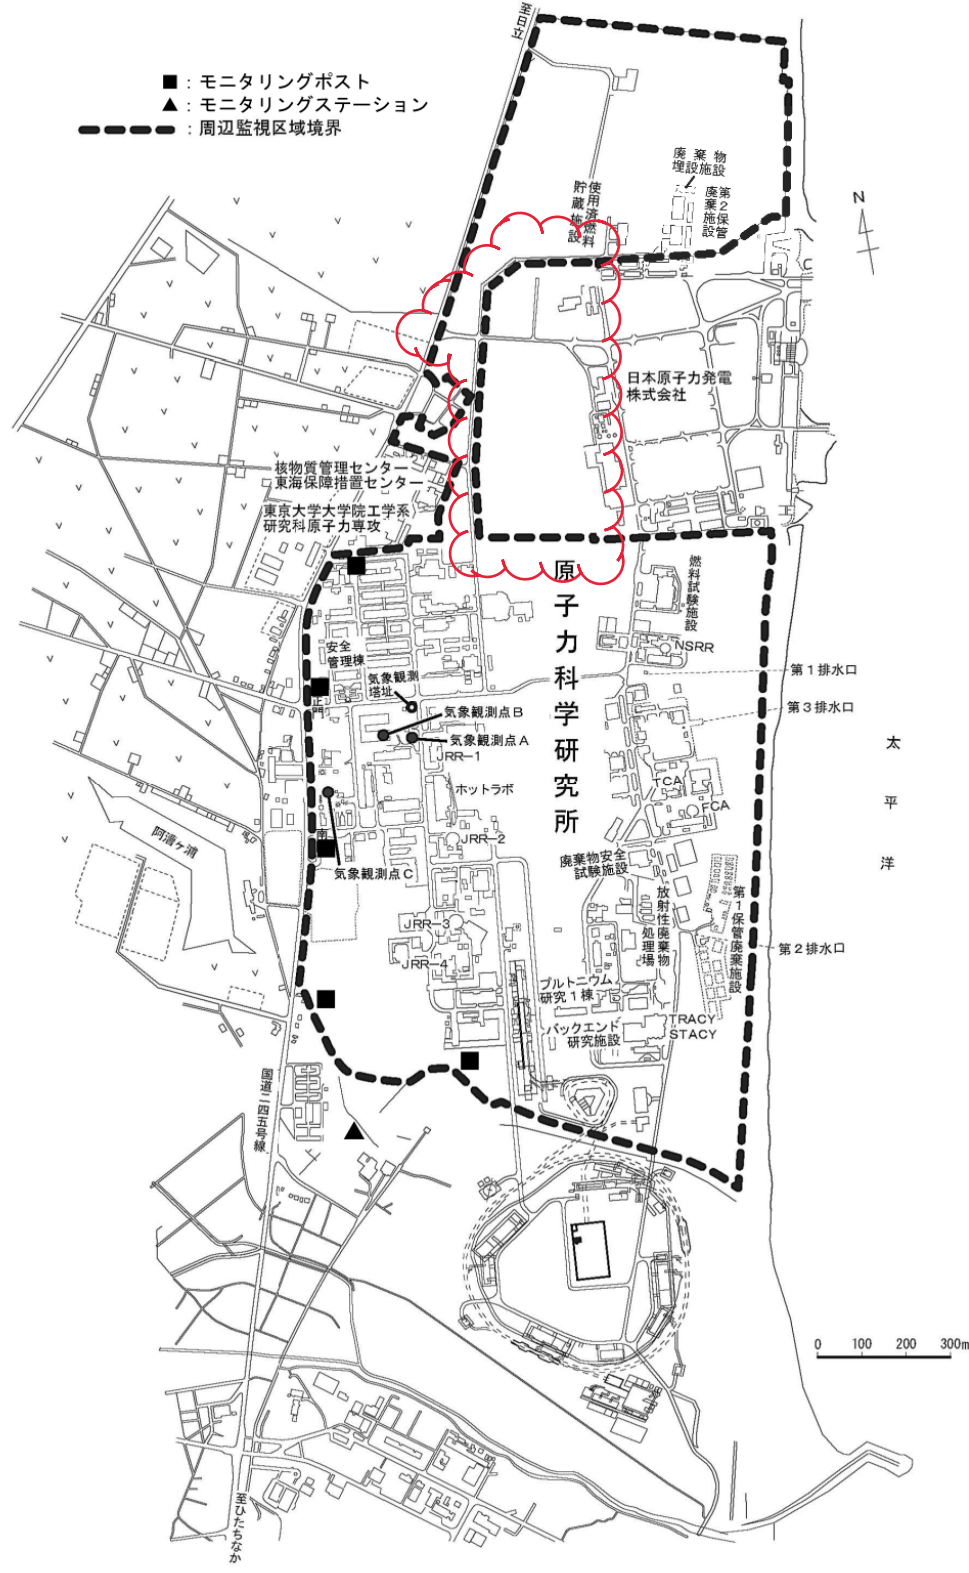 至日立
■：モニタリングポスト
▲：モニタリングステーション
：周辺監視区域境界
廃棄物
埋設施設
第2保管
廃棄施設
使用済燃料
貯蔵施設
N
日本原子力発電
株式会社
核物質管理センター
東海保障措置センター
東京大学大学院工学系
研究科原子力専攻
原子力科学研究所
燃料試験施設
NSRR
安全
管理棟
気象観測
塔址
第1排水口
正門
気象観測点B
第3排水口
気象観測点A
JRR-1
太平洋
TCA
ホットラボ
FCA
阿漕ヶ浦
南
JRR-2
気象観測点C
廃棄物安全
試験施設
放射性廃棄物
処理場
第1保管廃棄施設
JRR-3
第2排水口
JRR-4
プルトニウム
研究1棟
TRACY
STACY
バックエンド
研究施設
国道二四五号線
0 100 200 300m
至ひたちなか